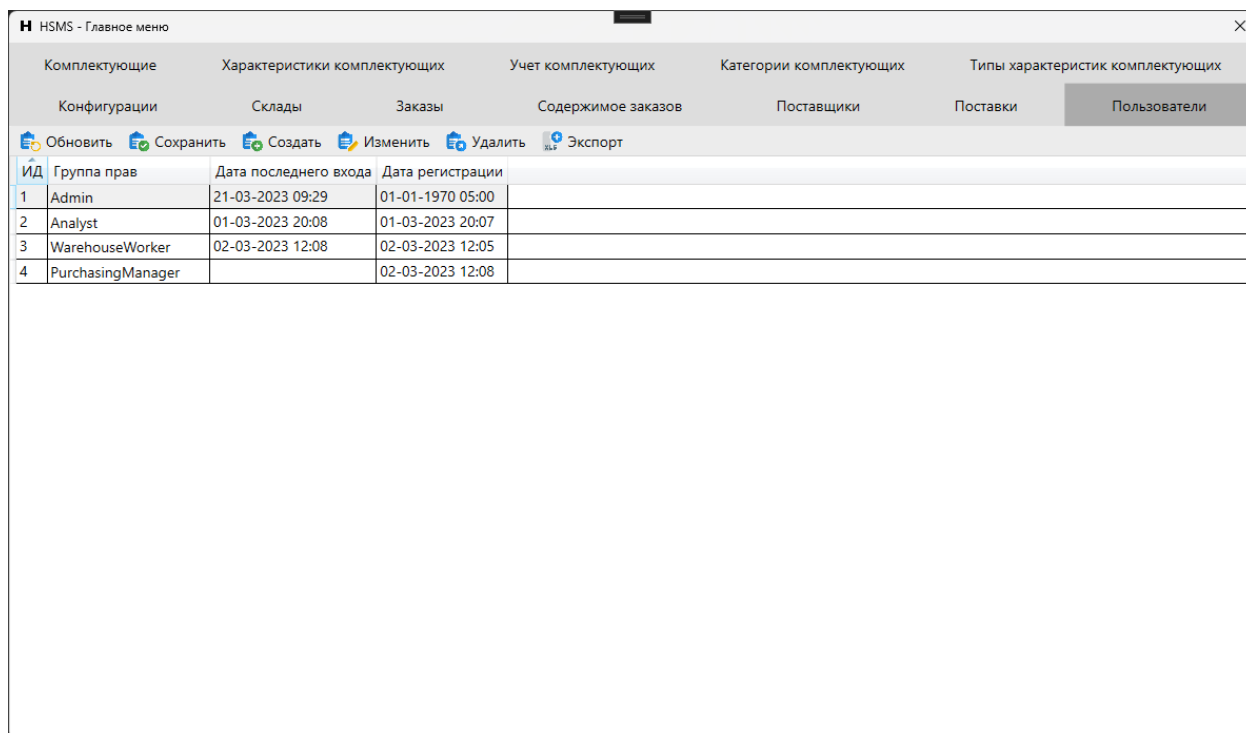 H HSMS - Главное меню
Комплектующие Характеристики комплектующих Учет комплектующих Категории комплектующих Типы характеристик комплектующих
Конфигурации Склады Заказы Содержимое заказов Поставщики Поставки Пользователи
Обновить Сохранить Создать Изменить Удалить XLS Экспорт
ИД Группа прав Дата последнего входа Дата регистрации
1 Admin 21-03-2023 09:29 01-01-1970 05:00
2 Analyst 01-03-2023 20:08 01-03-2023 20:07
3 WarehouseWorker 02-03-2023 12:08 02-03-2023 12:05
4 PurchasingManager 02-03-2023 12:08